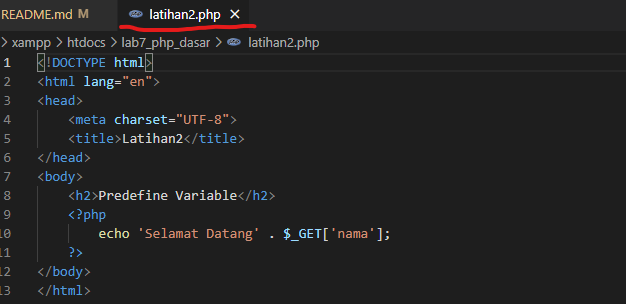 README.md M latihan2.php ×
> xampp > htdocs > lab7_php_dasar > latihan2.php
1 <!DOCTYPE html>
2 <html lang="en">
3 <head>
4     <meta charset="UTF-8">
5     <title>Latihan2</title>
6 </head>
7 <body>
8     <h2>Predefine Variable</h2>
9     <?php
10         echo 'Selamat Datang' . $_GET['nama'];
11     ?>
12 </body>
13 </html>